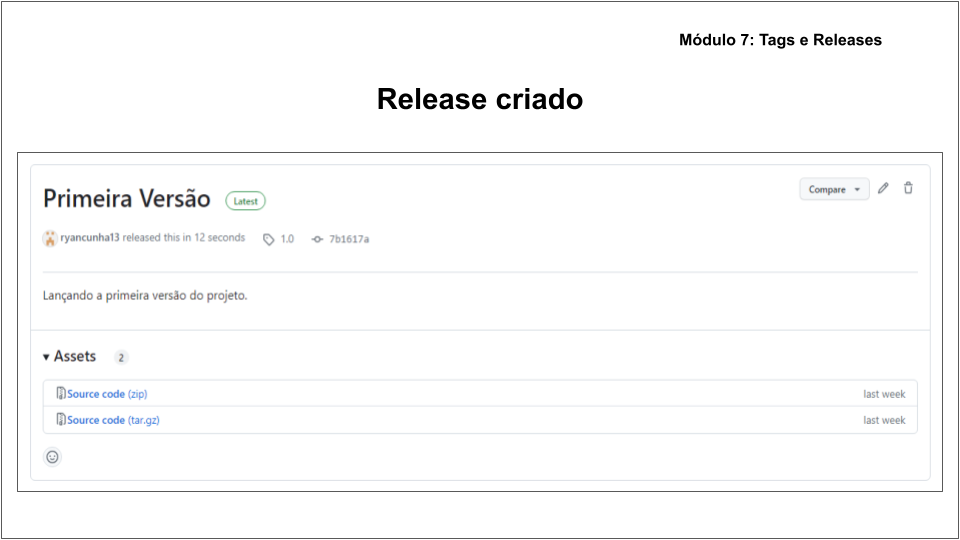 Módulo 7: Tags e Releases
Release criado
Primeira Versão Latest Compare
ryancunha13 released this in 12 seconds 1.0 7b1617a
Lançando a primeira versão do projeto.
Assets 2
Source code (zip) last week
Source code (tar.gz) last week